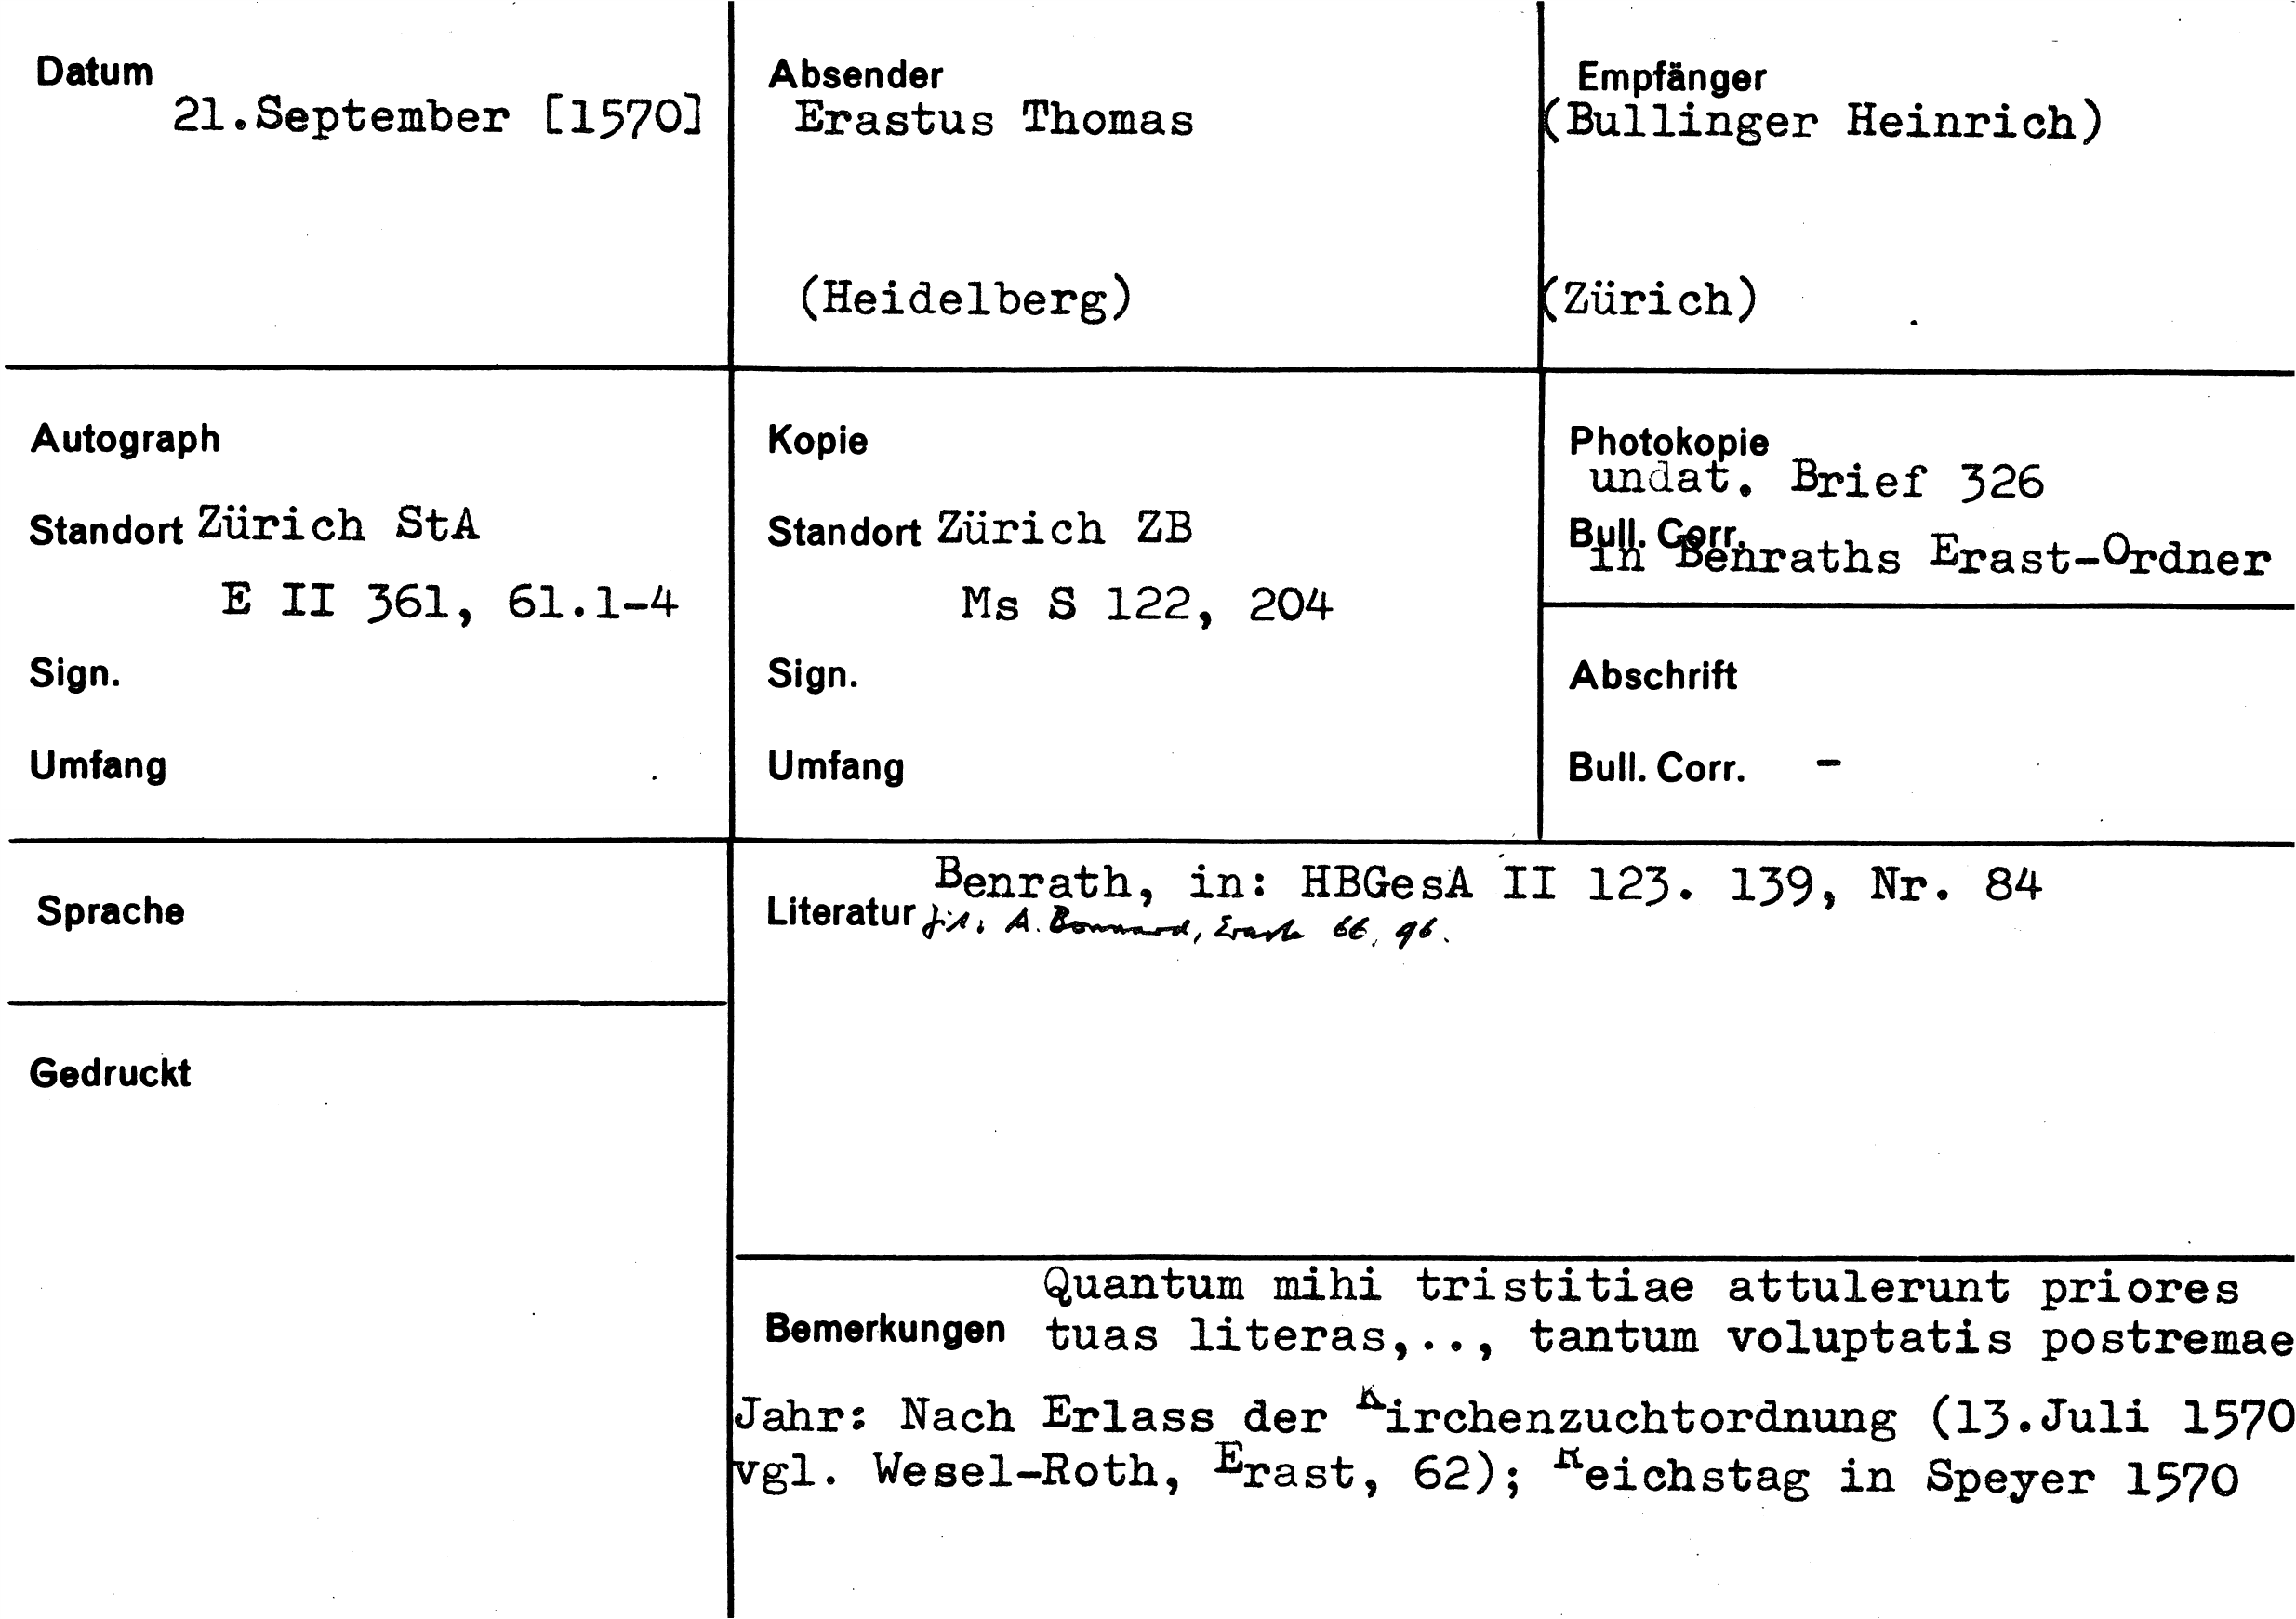 Datum
21.September [1570]
Absender
Erastus Thomas
(Heidelberg)
Empfänger
(Bullinger Heinrich)
(Zürich)
Autograph
Standort Zürich StA
E II 361, 61.1-4
Sign.
Umfang
Kopie
Standort Zürich ZB
Ms S 122, 204
Sign.
Umfang
Photokopie
undat. Brief 326
Bull. Corr.
in Benraths Erast-Ordner
Abschrift
Bull. Corr. -
Sprache
Gedruckt
Benrath, in: HBGesA II 123. 139, Nr. 84
Literatur A. Bonnard, Eraste 66. 96.
Quantum mihi tristitiae attulerunt priores
Bemerkungen tuas literas,.., tantum voluptatis postremae
Jahr: Nach Erlass der Kirchenzuchtordnung (13.Juli 1570
vgl. Wesel-Roth, Erast, 62); Reichstag in Speyer 1570